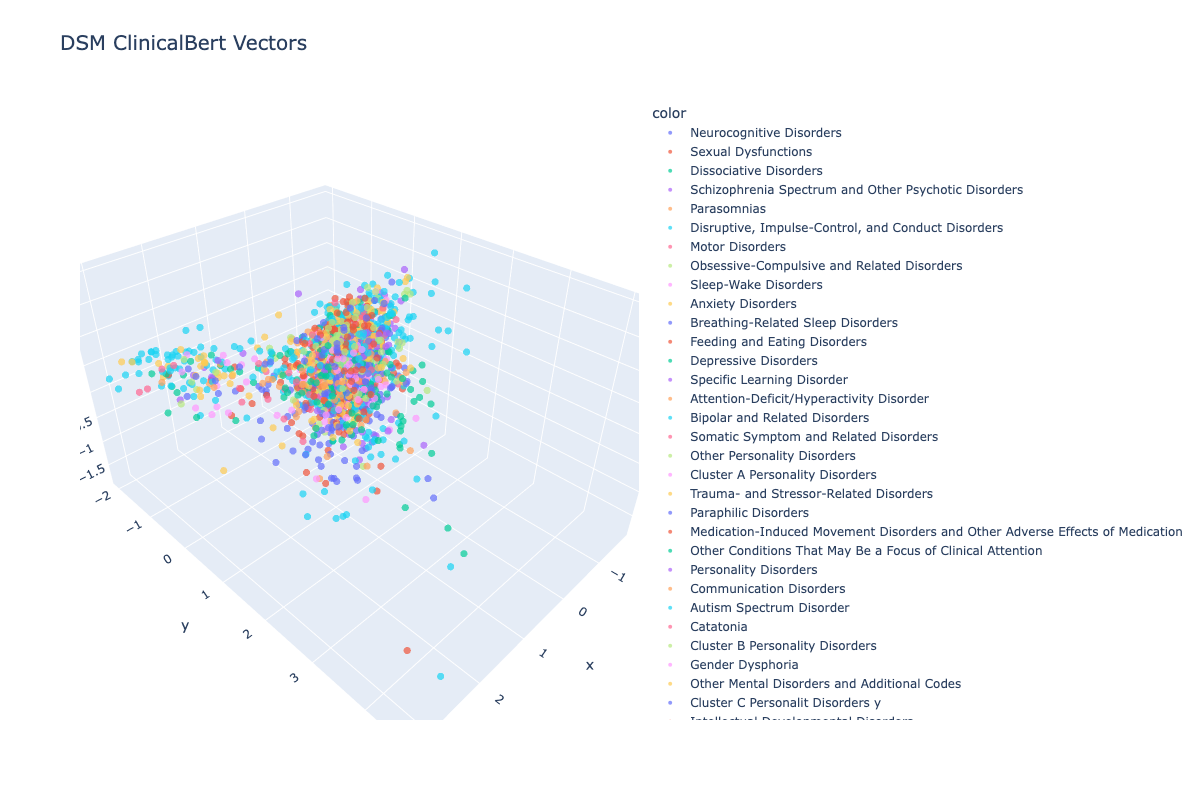 DSM ClinicalBert Vectors
color
Neurocognitive Disorders
Sexual Dysfunctions
Dissociative Disorders
Schizophrenia Spectrum and Other Psychotic Disorders
Parasomnias
Disruptive, Impulse-Control, and Conduct Disorders
Motor Disorders
Obsessive-Compulsive and Related Disorders
Sleep-Wake Disorders
Anxiety Disorders
Breathing-Related Sleep Disorders
Feeding and Eating Disorders
Depressive Disorders
Specific Learning Disorder
Attention-Deficit/Hyperactivity Disorder
Bipolar and Related Disorders
Somatic Symptom and Related Disorders
Other Personality Disorders
Cluster A Personality Disorders
Trauma- and Stressor-Related Disorders
Paraphilic Disorders
Medication-Induced Movement Disorders and Other Adverse Effects of Medication
Other Conditions That May Be a Focus of Clinical Attention
Personality Disorders
Communication Disorders
Autism Spectrum Disorder
Catatonia
Cluster B Personality Disorders
Gender Dysphoria
Other Mental Disorders and Additional Codes
Cluster C Personalit Disorders y
Intellectual Developmental Disorders
.5
−1
−1.5
−2
−1
0
1
2
3
y
−1
0
1
2
x